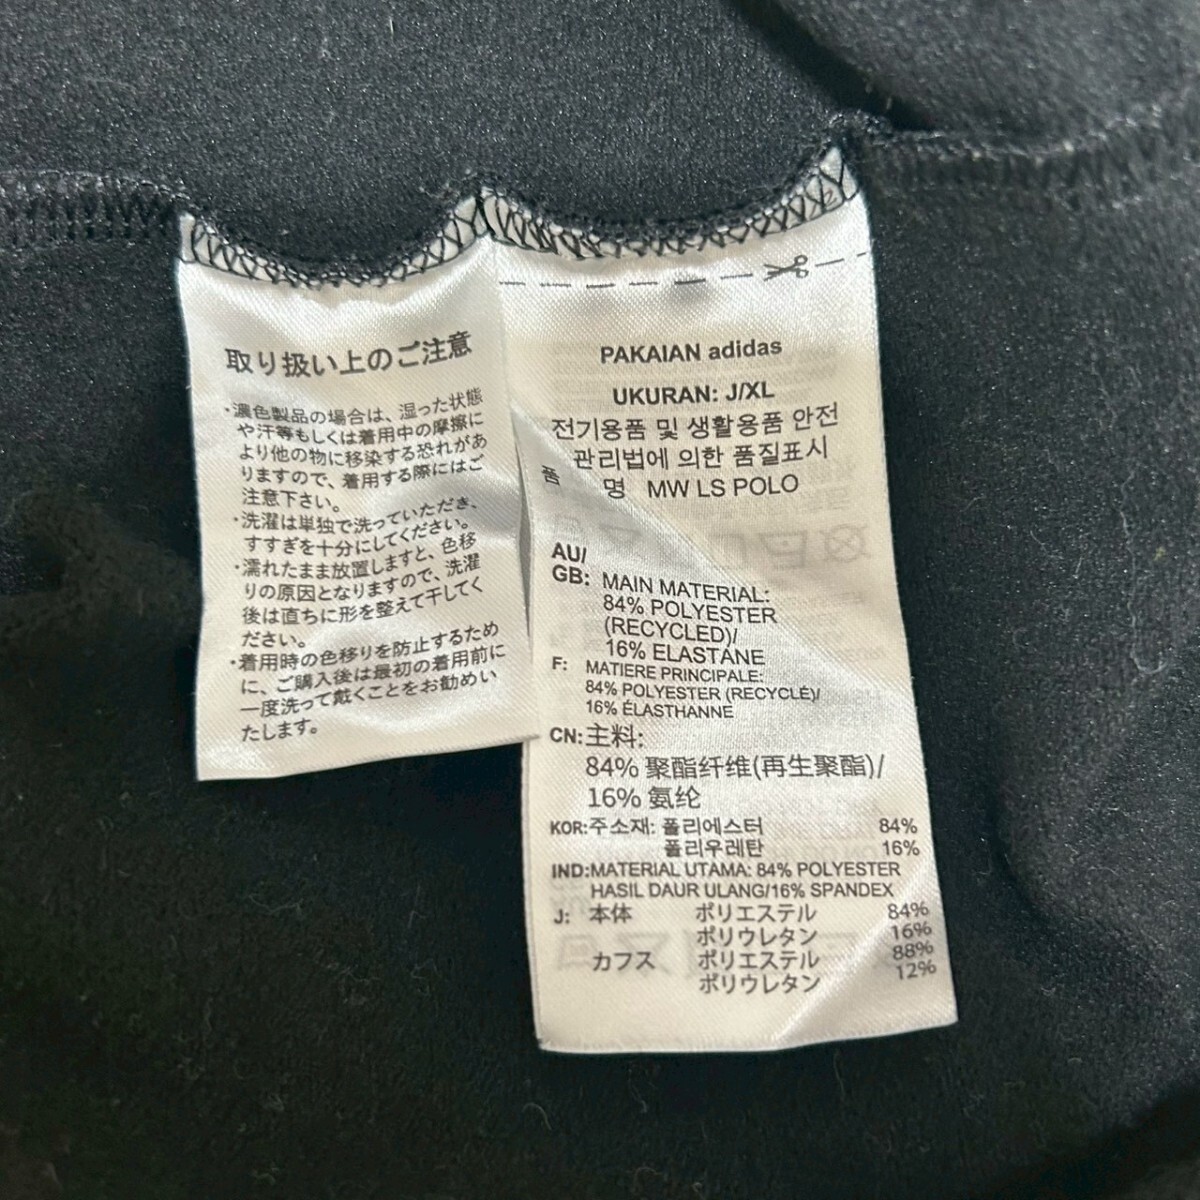 取り扱い上のご注意
・濃色製品の場合は、湿った状態
や汗等もしくは着用中の摩擦に
より他の物に移染する恐れがあ
りますので、着用する際にはご
注意下さい。
・洗濯は単独で洗っていただき、
すすぎを十分にしてください。
・濡れたまま放置しますと、色移
りの原因となりますので、洗濯
後は直ちに形を整えて干してく
ださい。
・着用時の色移りを防止するため
に、ご購入後は最初の着用前に
一度洗って戴くことをお勧めい
たします。
PAKAIAN adidas
UKURAN: J/XL
전기용품 및 생활용품 안전
관리법에 의한 품질표시
품 명 MW LS POLO
AU/
GB: MAIN MATERIAL:
84% POLYESTER
(RECYCLED)/
16% ELASTANE
F: MATIERE PRINCIPALE:
84% POLYESTER (RECYCLÉ)/
16% ÉLASTHANNE
CN:主料:
84% 聚酯纤维(再生聚酯)/
16% 氨纶
KOR:주소재: 폴리에스터 84%
폴리우레탄 16%
IND:MATERIAL UTAMA: 84% POLYESTER
HASIL DAUR ULANG/16% SPANDEX
J: 本体 ポリエステル 84%
ポリウレタン 16%
カフス ポリエステル 88%
ポリウレタン 12%